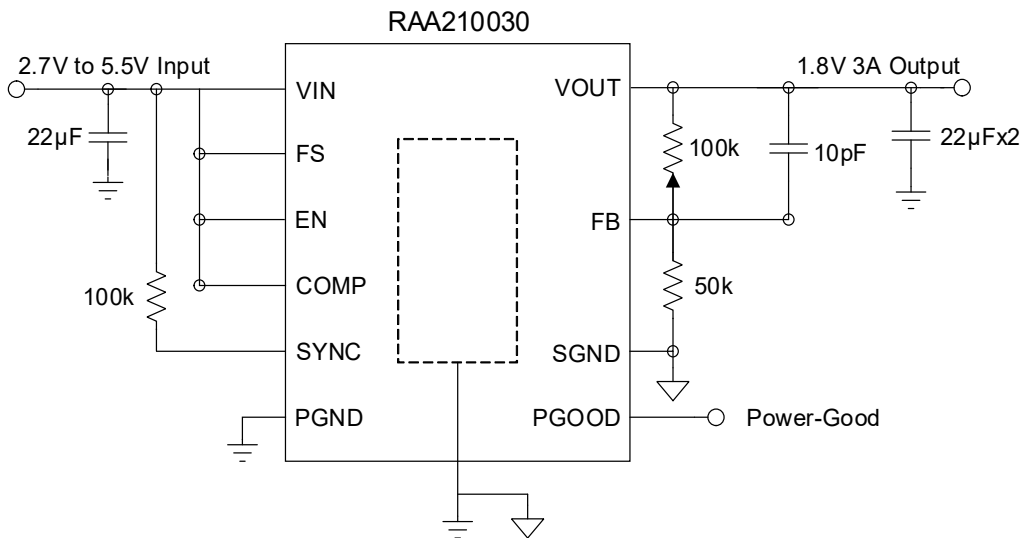 RAA210030
2.7V to 5.5V Input
1.8V 3A Output
VIN
VOUT
22µF
FS
100k
10pF
22µFx2
EN
FB
COMP
100k
50k
SYNC
SGND
PGND
PGOOD
Power-Good